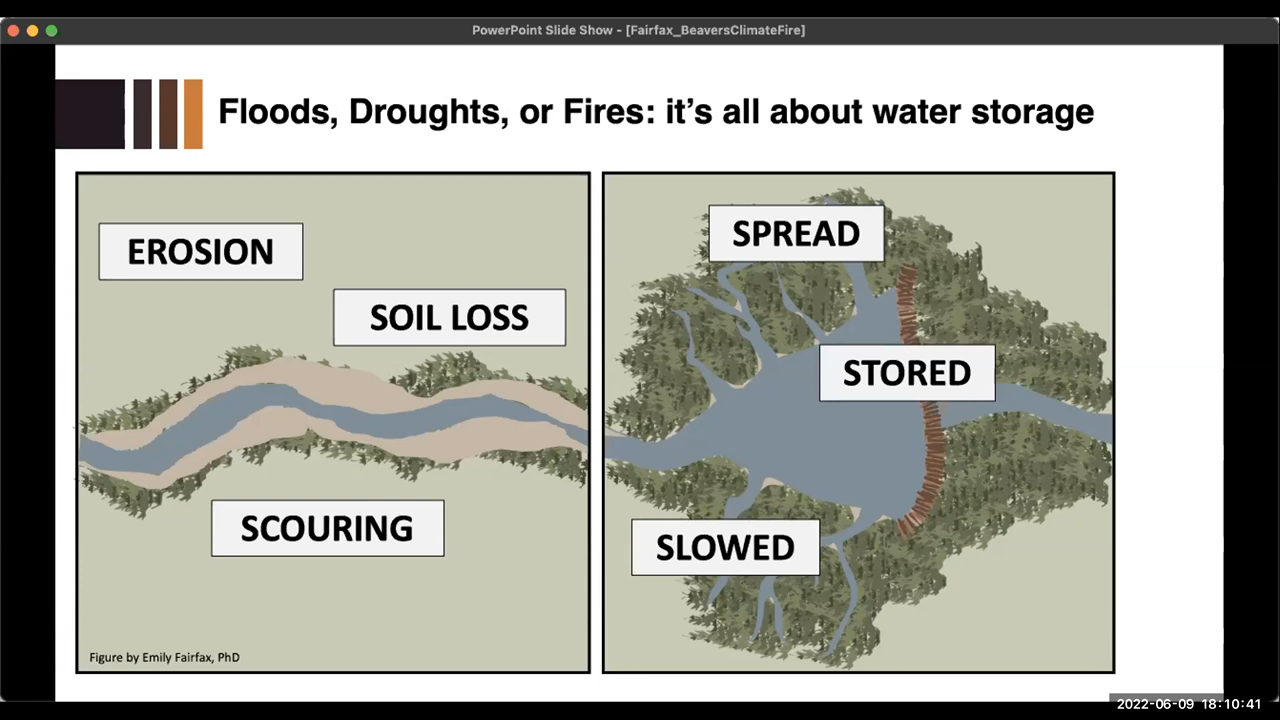 PowerPoint Slide Show - [Fairfax_BeaversClimateFire]
Floods, Droughts, or Fires: it's all about water storage
EROSION
SOIL LOSS
SCOURING
Figure by Emily Fairfax, PhD
SPREAD
STORED
SLOWED
2022-06-09 18:10:41